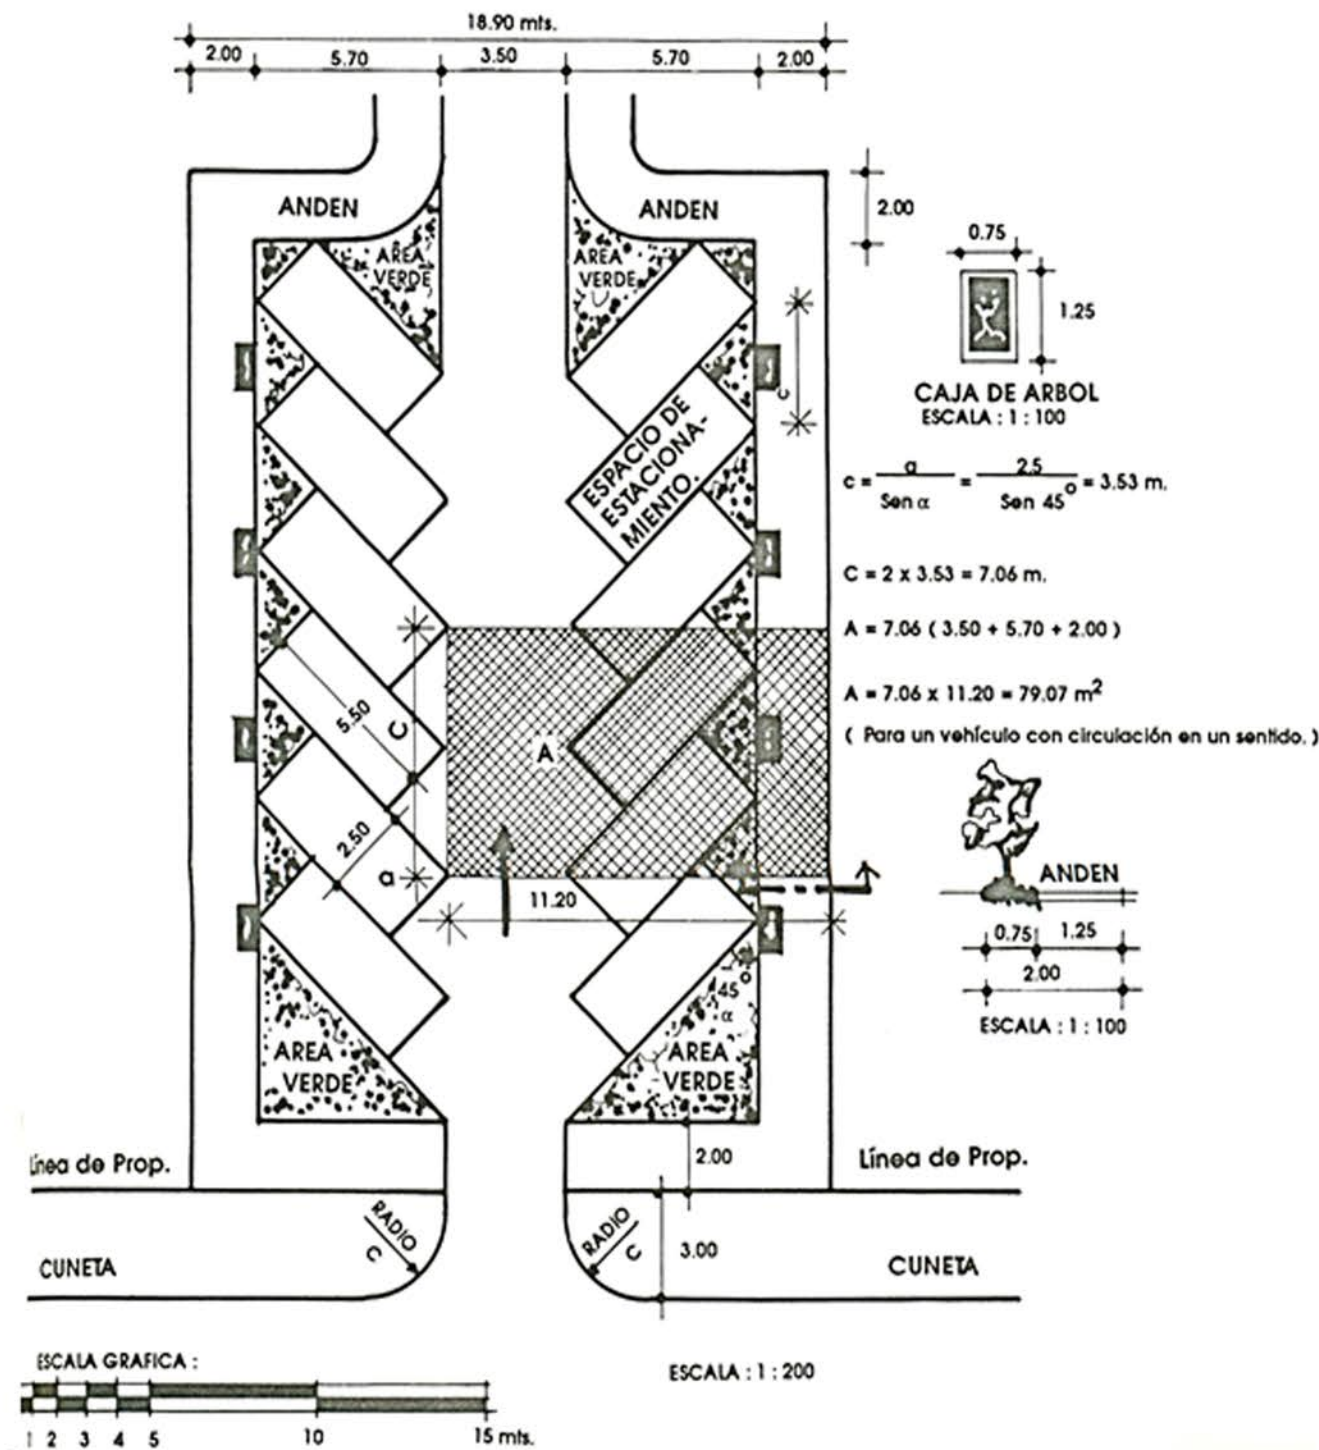 18.90 mts.
2.00 5.70 3.50 5.70 2.00
ANDEN
ANDEN
2.00
AREA
VERDE
AREA
VERDE
0.75
1.25
CAJA DE ARBOL
ESCALA : 1 : 100
c
ESPACIO DE
ESTACIONA-
MIENTO.
c = a / Sen α = 2.5 / Sen 45° = 3.53 m.
C = 2 x 3.53 = 7.06 m.
A = 7.06 ( 3.50 + 5.70 + 2.00 )
A = 7.06 x 11.20 = 79.07 m²
( Para un vehículo con circulación en un sentido. )
5.50
C
A
2.50
a
11.20
ANDEN
0.75 1.25
2.00
ESCALA : 1 : 100
45°
α
AREA
VERDE
AREA
VERDE
2.00
Línea de Prop.
Línea de Prop.
RADIO
C
RADIO
C
3.00
CUNETA
CUNETA
ESCALA GRAFICA :
ESCALA : 1 : 200
1 2 3 4 5 10 15 mts.